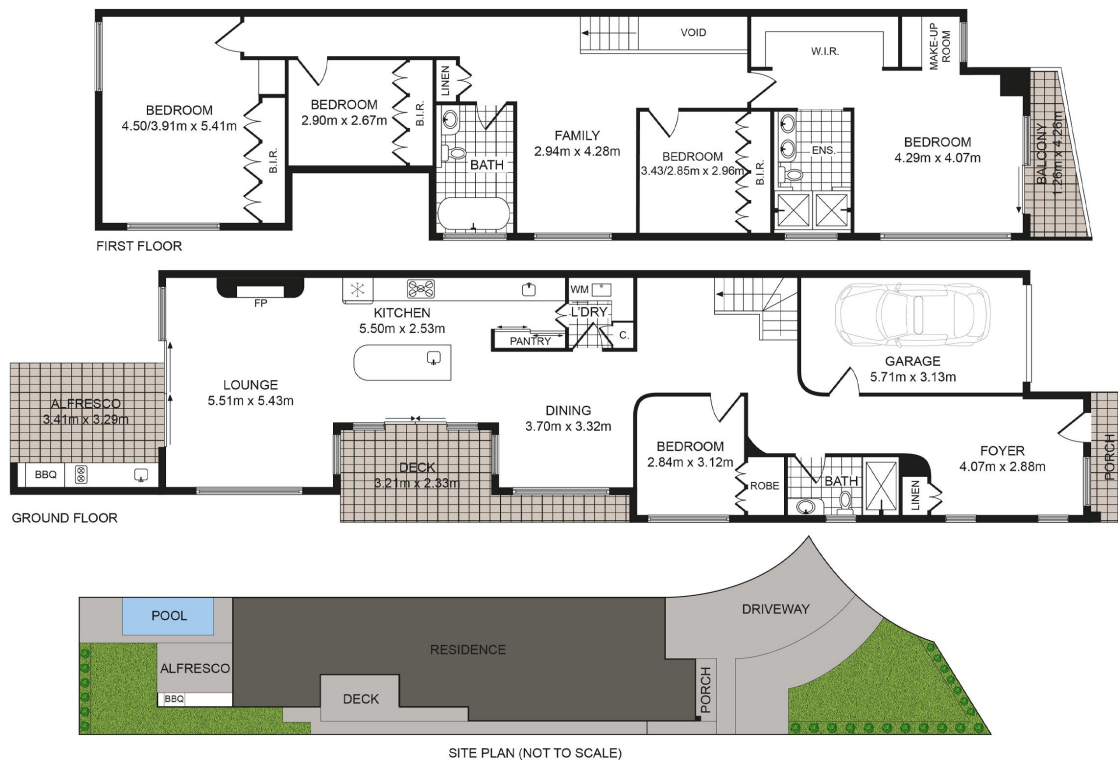 VOID
W.I.R.
MAKE-UP
ROOM
BEDROOM
4.50/3.91m x 5.41m
B.I.R.
BEDROOM
2.90m x 2.67m
B.I.R.
LINEN
BATH
FAMILY
2.94m x 4.28m
BEDROOM
3.43/2.85m x 2.96m
B.I.R.
ENS.
BEDROOM
4.29m x 4.07m
BALCONY
1.26m x 4.26m
FIRST FLOOR
FP
KITCHEN
5.50m x 2.53m
WM
L'DRY
C.
PANTRY
GARAGE
5.71m x 3.13m
LOUNGE
5.51m x 5.43m
ALFRESCO
3.41m x 3.29m
BBQ
DINING
3.70m x 3.32m
DECK
3.21m x 2.33m
BEDROOM
2.84m x 3.12m
ROBE
BATH
LINEN
FOYER
4.07m x 2.88m
PORCH
GROUND FLOOR
POOL
ALFRESCO
BBQ
RESIDENCE
DECK
PORCH
DRIVEWAY
SITE PLAN (NOT TO SCALE)